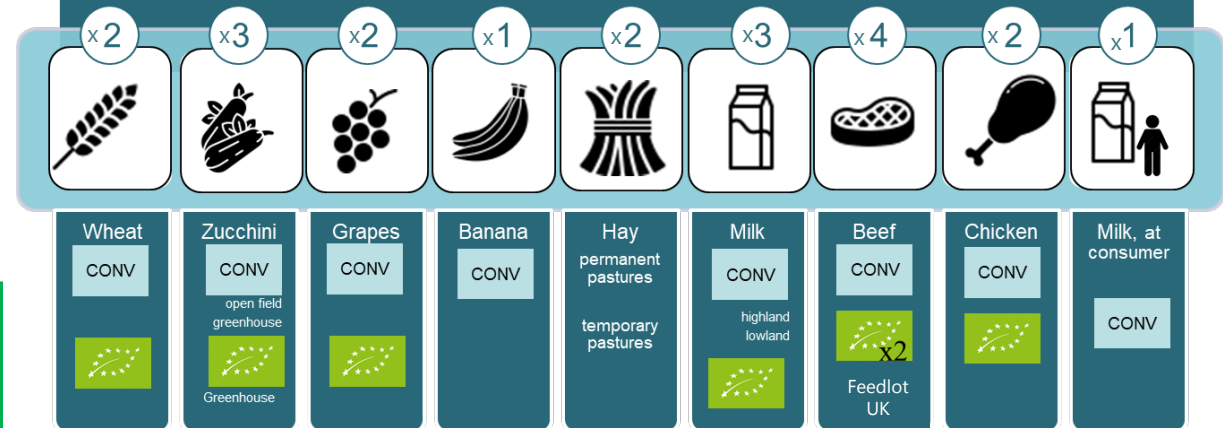 x2
x3
x2
x1
x2
x3
x4
x2
x1
Wheat
CONV
Zucchini
CONV
open field
greenhouse
Greenhouse
Grapes
CONV
Banana
CONV
Hay
permanent
pastures
temporary
pastures
Milk
CONV
highland
lowland
Beef
CONV
x2
Feedlot
UK
Chicken
CONV
Milk, at
consumer
CONV